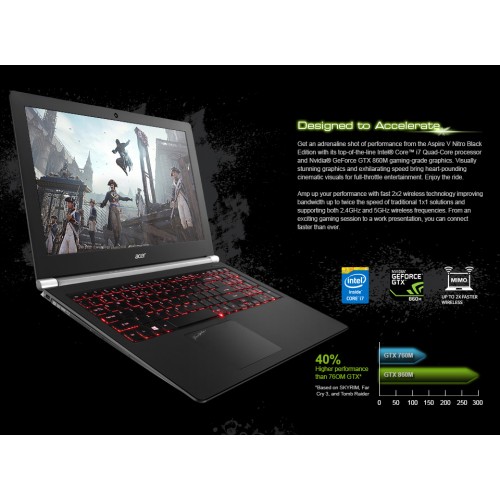 Designed to Accelerate
Get an adrenaline shot of performance from the Aspire V Nitro Black
Edition with its top-of-the-line Intel® Core™ i7 Quad-Core processor
and Nvidia® GeForce GTX 860M gaming-grade graphics. Visually
stunning graphics and exhilarating speed bring heart-pounding
cinematic visuals for full-throttle entertainment. Enjoy the ride.
Amp up your performance with fast 2x2 wireless technology improving
bandwidth up to twice the speed of traditional 1x1 solutions and
supporting both 2.4GHz and 5GHz wireless frequencies. From an
exciting gaming session to a work presentation, you can connect
faster than ever.
acer
intel
inside
CORE i7
GEFORCE
GTX
860M
MIMO
UP TO 2X FASTER
WIRELESS
40%
Higher performance
than 760M GTX*
*Based on SKYRIM, Far
Cry 3, and Tomb Raider
GTX 760M
GTX 860M
0 50 100 150 200 250 300